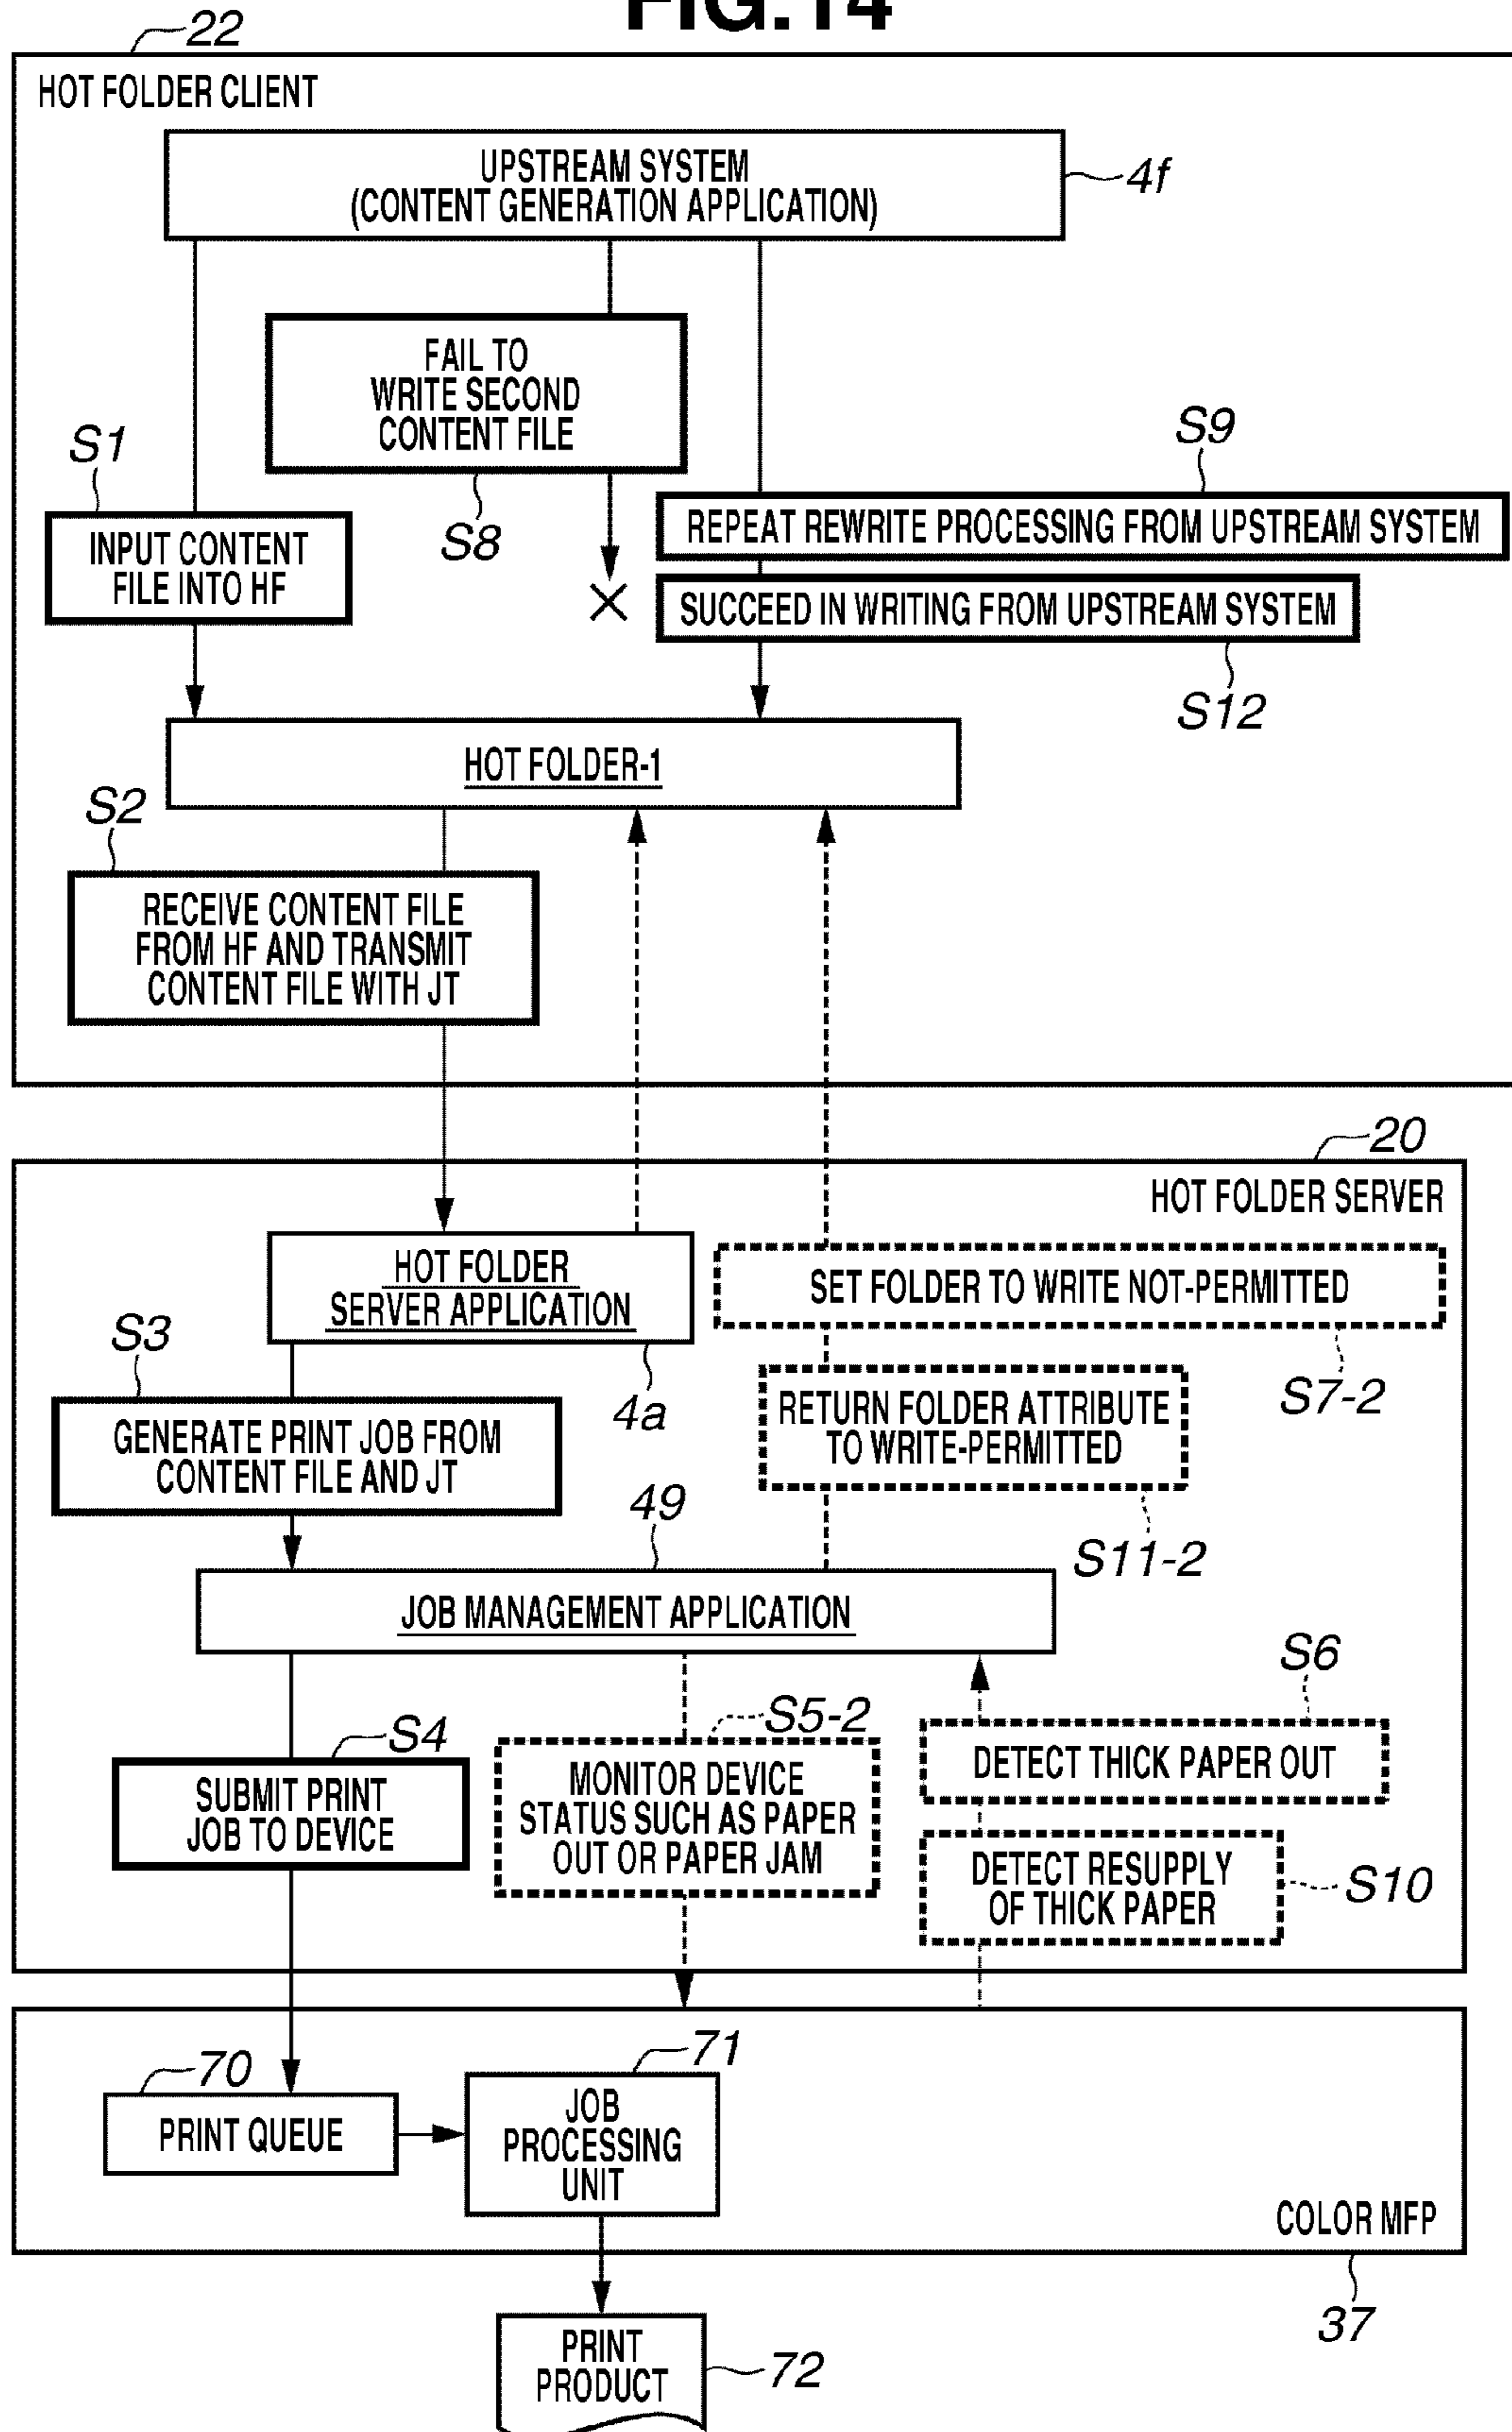 FIG.14
22
HOT FOLDER CLIENT
UPSTREAM SYSTEM
(CONTENT GENERATION APPLICATION)
4f
FAIL TO
WRITE SECOND
CONTENT FILE
S8
S1
INPUT CONTENT
FILE INTO HF
S9
REPEAT REWRITE PROCESSING FROM UPSTREAM SYSTEM
SUCCEED IN WRITING FROM UPSTREAM SYSTEM
S12
HOT FOLDER-1
S2
RECEIVE CONTENT FILE
FROM HF AND TRANSMIT
CONTENT FILE WITH JT
20
HOT FOLDER SERVER
HOT FOLDER
SERVER APPLICATION
4a
SET FOLDER TO WRITE NOT-PERMITTED
S7-2
S3
GENERATE PRINT JOB FROM
CONTENT FILE AND JT
RETURN FOLDER ATTRIBUTE
TO WRITE-PERMITTED
S11-2
49
JOB MANAGEMENT APPLICATION
S4
SUBMIT PRINT
JOB TO DEVICE
S5-2
MONITOR DEVICE
STATUS SUCH AS PAPER
OUT OR PAPER JAM
S6
DETECT THICK PAPER OUT
DETECT RESUPPLY
OF THICK PAPER
S10
70
PRINT QUEUE
71
JOB
PROCESSING
UNIT
COLOR MFP
37
PRINT
PRODUCT
72